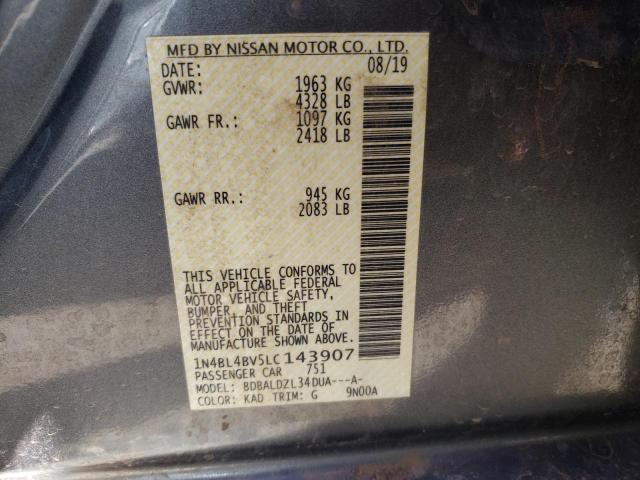 MFD BY NISSAN MOTOR CO., LTD.
DATE: 08/19
GVWR: 1963 KG
4328 LB
GAWR FR.: 1097 KG
2418 LB
GAWR RR.: 945 KG
2083 LB
THIS VEHICLE CONFORMS TO
ALL APPLICABLE FEDERAL
MOTOR VEHICLE SAFETY,
BUMPER, AND THEFT
PREVENTION STANDARDS IN
EFFECT ON THE DATE OF
MANUFACTURE SHOWN ABOVE.
1N4BL4BV5LC143907
PASSENGER CAR 751
MODEL: BDBALDZL34DUA---A-
COLOR: KAD TRIM: G 9N00A